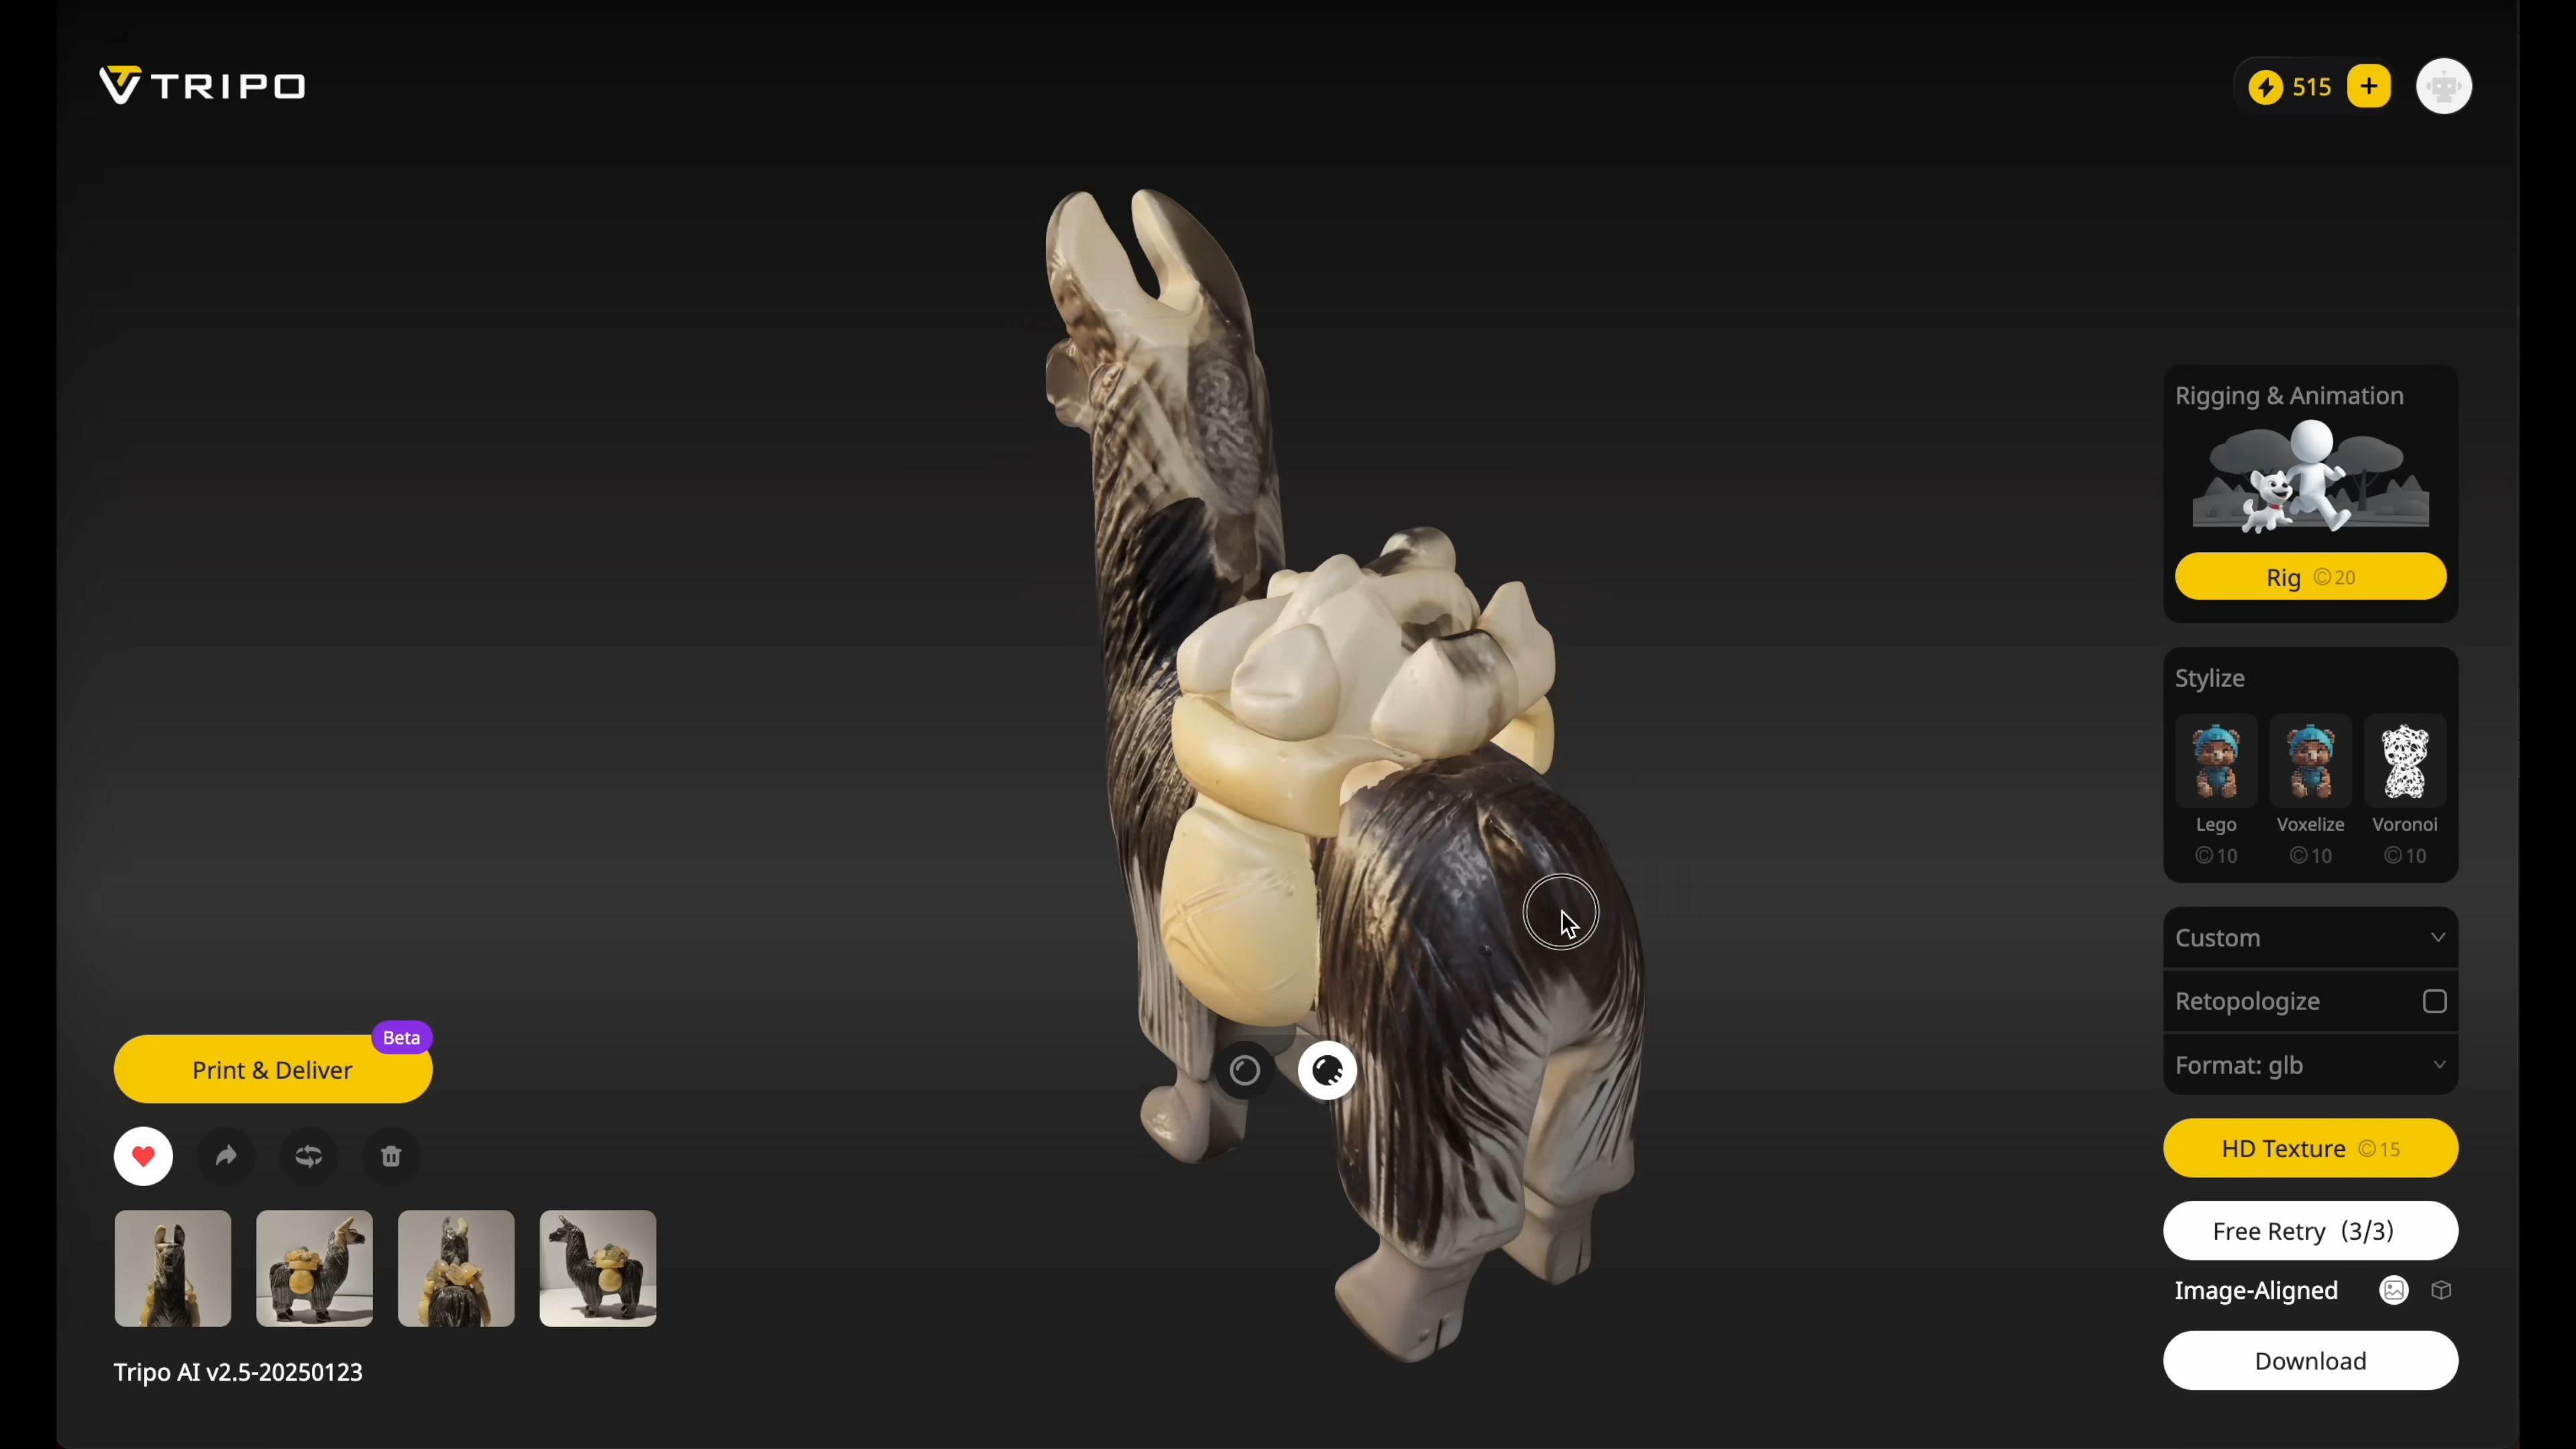 TRIPO
515
Rigging & Animation
Rig ©20
Stylize
Lego Voxelize Voronoi
©10 ©10 ©10
Custom
Retopologize
Format: glb
HD Texture ©15
Free Retry (3/3)
Image-Aligned
Download
Beta
Print & Deliver
Tripo AI v2.5-20250123